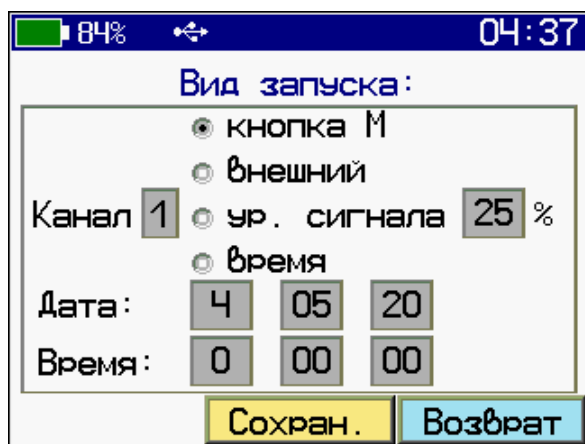 84% 04:37
Вид запуска:
кнопка М
внешний
Канал 1 ур. сигнала 25 %
время
Дата: 4 05 20
Время: 0 00 00
Сохран. Возврат